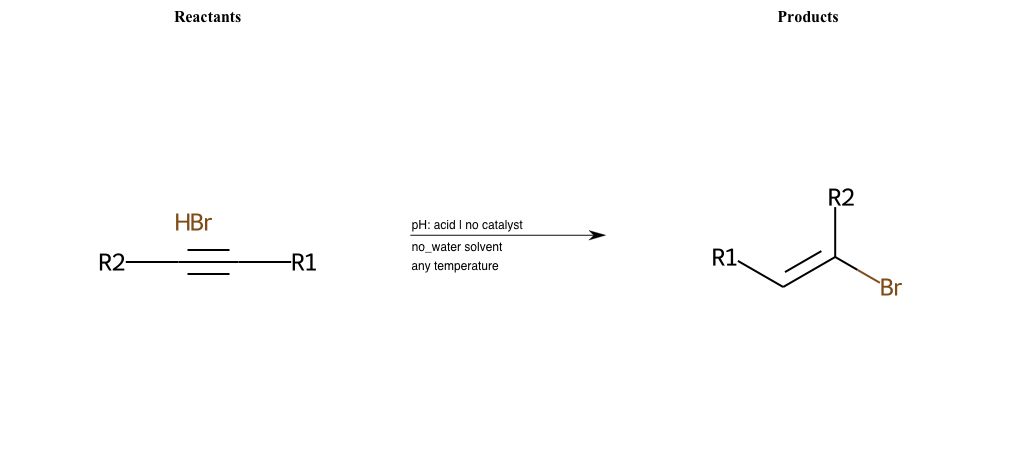 Reactants
Products
HBr
R2
R1
pH: acid | no catalyst
no_water solvent
any temperature
R2
R1
Br